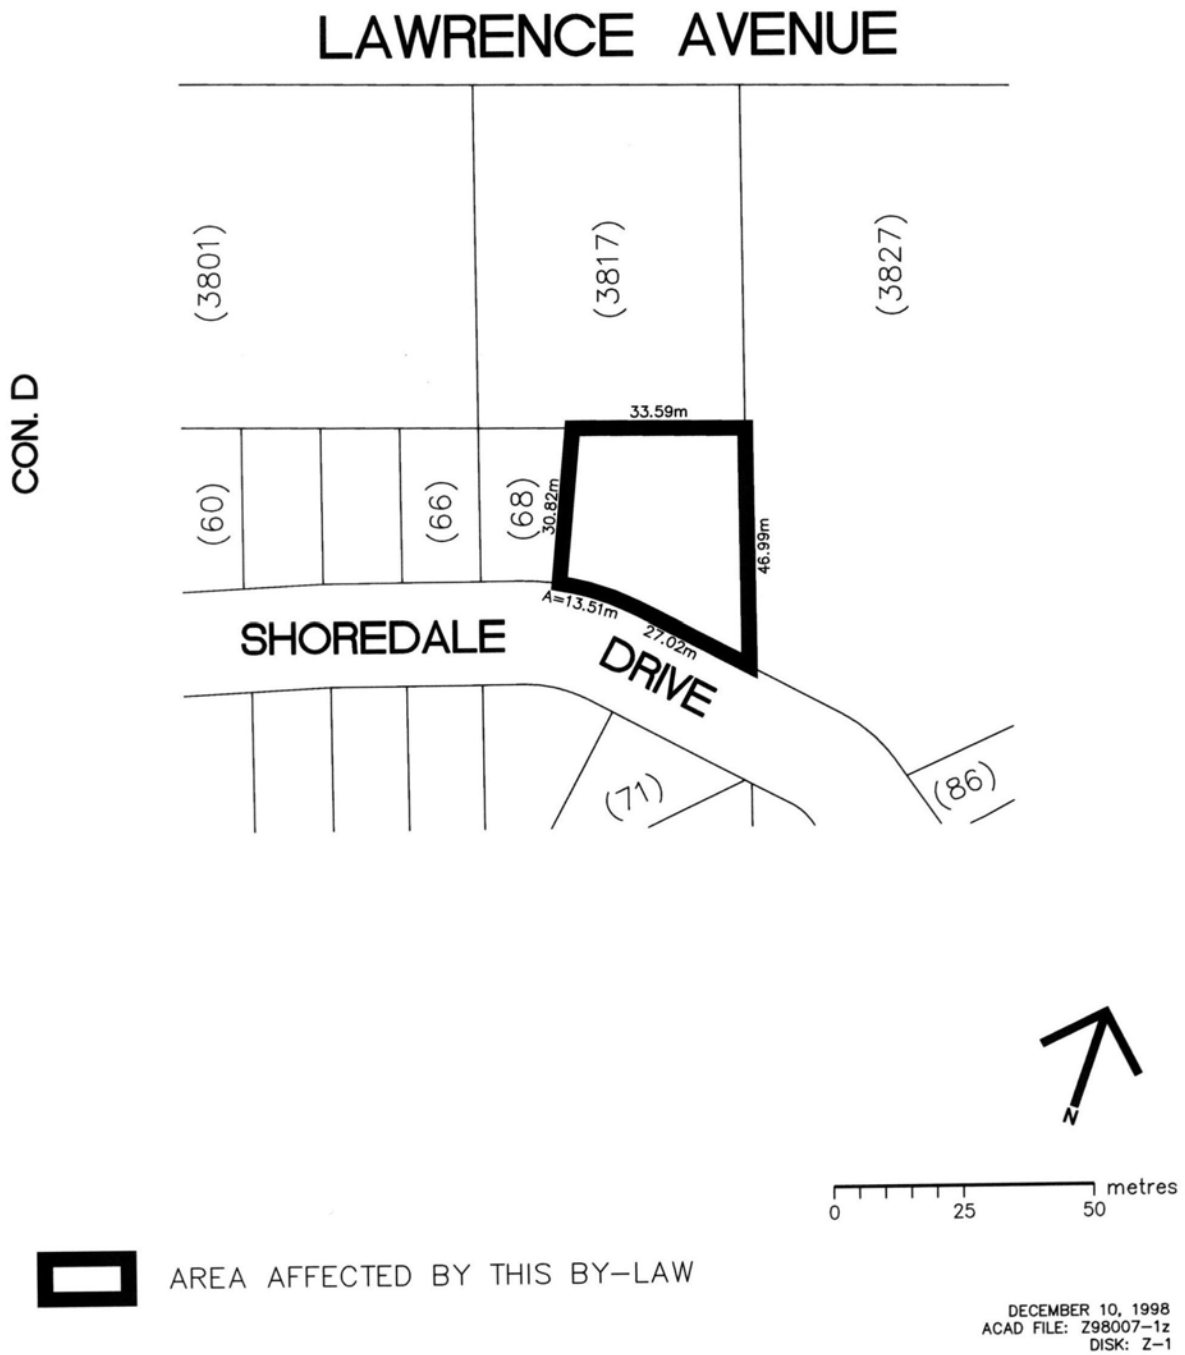 LAWRENCE AVENUE
(3801)
(3817)
(3827)
CON. D
33.59m
(60)
(66)
(68)
30.82m
46.99m
A=13.51m
27.02m
SHOREDALE
DRIVE
(71)
(86)
N
metres
0 25 50
AREA AFFECTED BY THIS BY-LAW
DECEMBER 10, 1998
ACAD FILE: Z98007-1z
DISK: Z-1